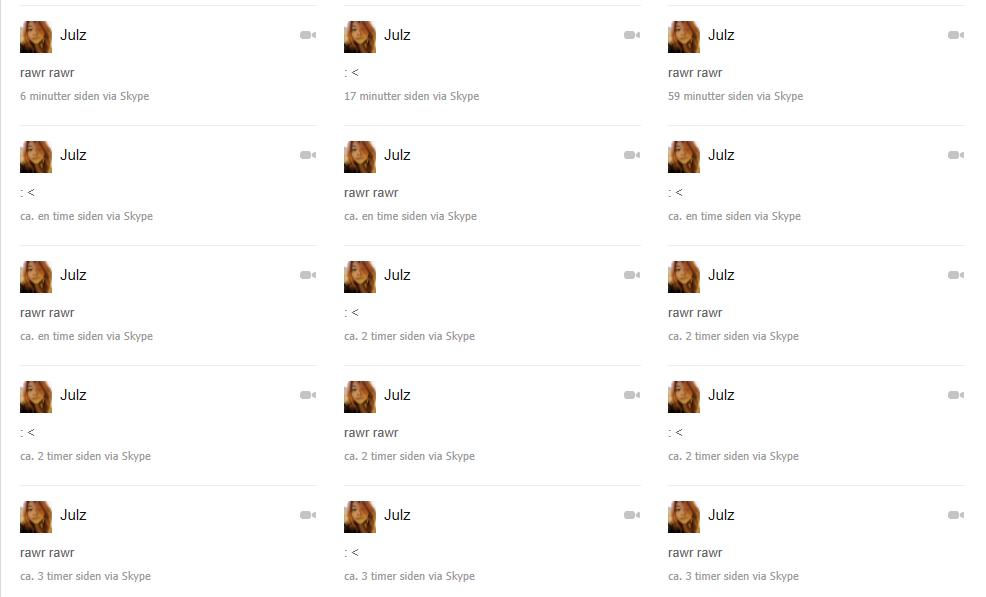 Julz
rawr rawr
6 minutter siden via Skype
Julz
: <
17 minutter siden via Skype
Julz
rawr rawr
59 minutter siden via Skype
Julz
: <
ca. en time siden via Skype
Julz
rawr rawr
ca. en time siden via Skype
Julz
: <
ca. en time siden via Skype
Julz
rawr rawr
ca. en time siden via Skype
Julz
: <
ca. 2 timer siden via Skype
Julz
rawr rawr
ca. 2 timer siden via Skype
Julz
: <
ca. 2 timer siden via Skype
Julz
rawr rawr
ca. 2 timer siden via Skype
Julz
: <
ca. 2 timer siden via Skype
Julz
rawr rawr
ca. 3 timer siden via Skype
Julz
: <
ca. 3 timer siden via Skype
Julz
rawr rawr
ca. 3 timer siden via Skype